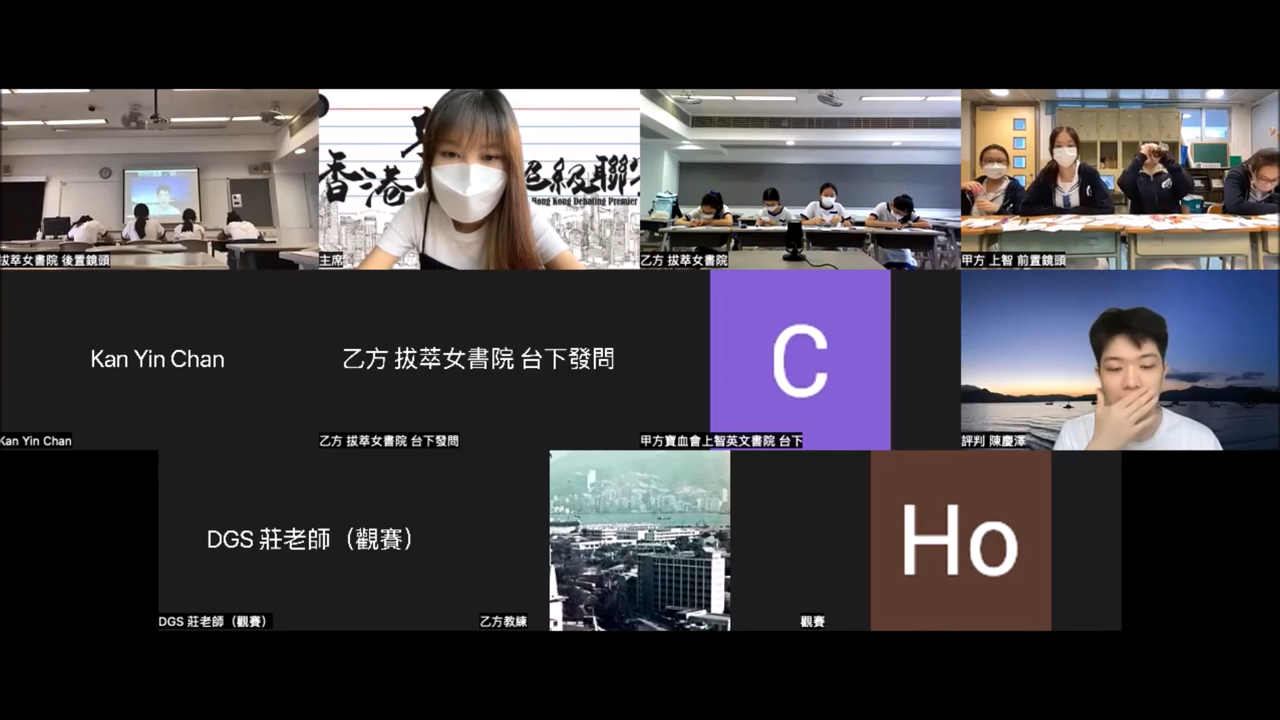 香港
超級聯
Hong Kong Debating Premier
拔萃女書院 後置鏡頭
主席
乙方 拔萃女書院
甲方 上智 前置鏡頭
Kan Yin Chan
乙方 拔萃女書院 台下發問
C
Kan Yin Chan
乙方 拔萃女書院 台下發問
甲方寶血會上智英文書院 台下
評判 陳慶澤
DGS 莊老師（觀賽）
Ho
DGS 莊老師（觀賽）
乙方教練
觀賽